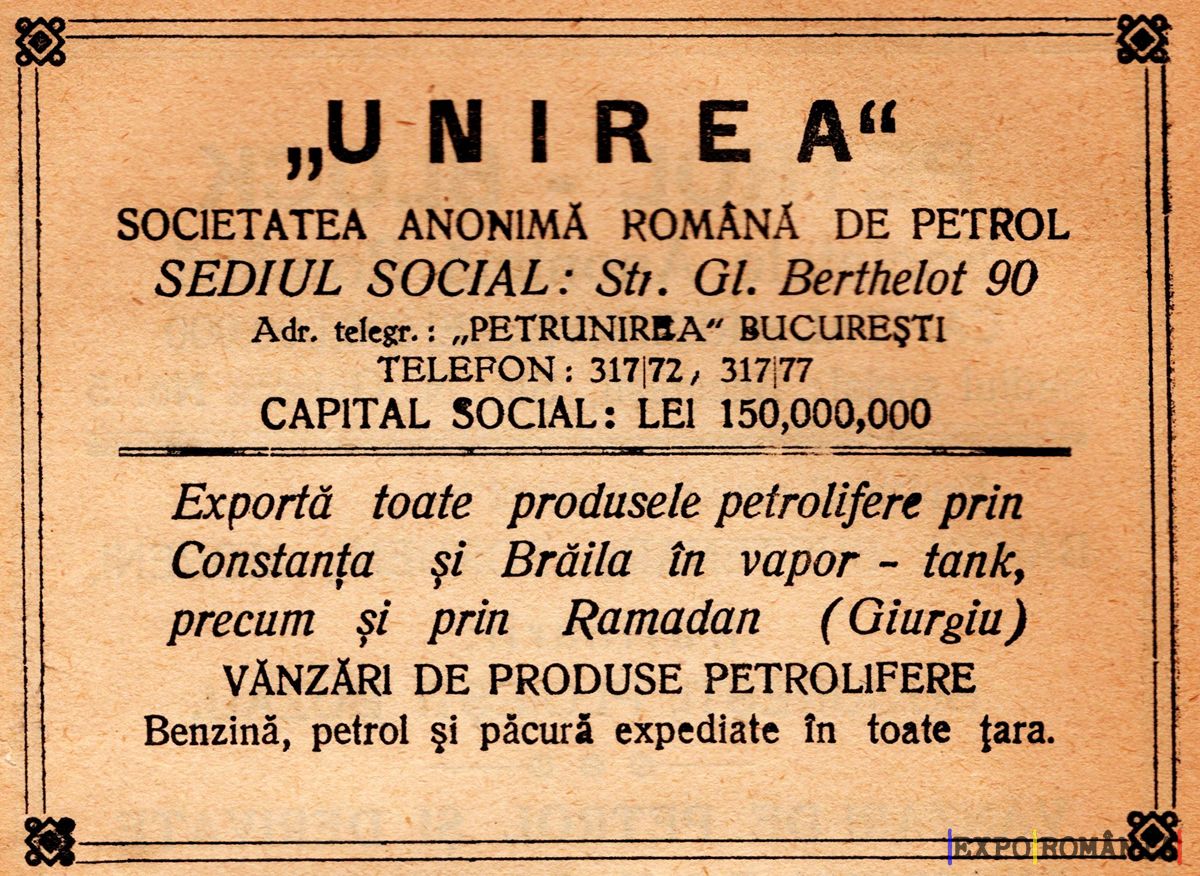 „UNIREA“
SOCIETATEA ANONIMĂ ROMÂNĂ DE PETROL
SEDIUL SOCIAL: Str. Gl. Berthelot 90
Adr. telegr.: „PETRUNIREA“ BUCUREŞTI
TELEFON: 317|72, 317|77
CAPITAL SOCIAL: LEI 150,000,000
Exportă toate produsele petrolifere prin
Constanța și Brăila în vapor - tank,
precum și prin Ramadan (Giurgiu)
VĂNZĂRI DE PRODUSE PETROLIFERE
Benzină, petrol şi păcură expediate în toate ţara.
EXPO ROMÂN